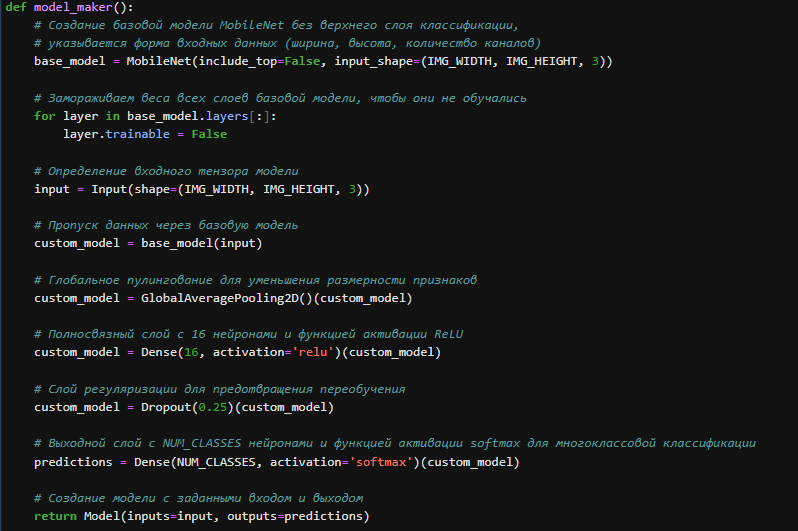 def model_maker():
    # Создание базовой модели MobileNet без верхнего слоя классификации,
    # указывается форма входных данных (ширина, высота, количество каналов)
    base_model = MobileNet(include_top=False, input_shape=(IMG_WIDTH, IMG_HEIGHT, 3))

    # Замораживаем веса всех слоев базовой модели, чтобы они не обучались
    for layer in base_model.layers[:]:
        layer.trainable = False

    # Определение входного тензора модели
    input = Input(shape=(IMG_WIDTH, IMG_HEIGHT, 3))

    # Пропуск данных через базовую модель
    custom_model = base_model(input)

    # Глобальное пулингование для уменьшения размерности признаков
    custom_model = GlobalAveragePooling2D()(custom_model)

    # Полносвязный слой с 16 нейронами и функцией активации ReLU
    custom_model = Dense(16, activation='relu')(custom_model)

    # Слой регуляризации для предотвращения переобучения
    custom_model = Dropout(0.25)(custom_model)

    # Выходной слой с NUM_CLASSES нейронами и функцией активации softmax для многоклассовой классификации
    predictions = Dense(NUM_CLASSES, activation='softmax')(custom_model)

    # Создание модели с заданными входом и выходом
    return Model(inputs=input, outputs=predictions)